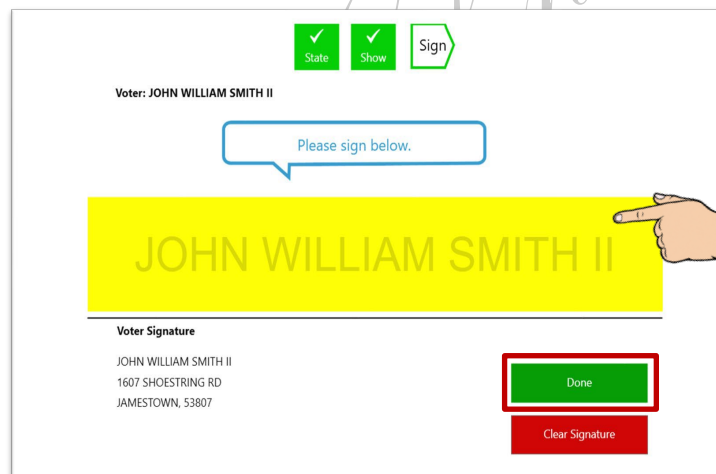 State Show Sign
Voter: JOHN WILLIAM SMITH II
Please sign below.
JOHN WILLIAM SMITH II
Voter Signature
JOHN WILLIAM SMITH II
1607 SHOESTRING RD
JAMESTOWN, 53807
Done
Clear Signature